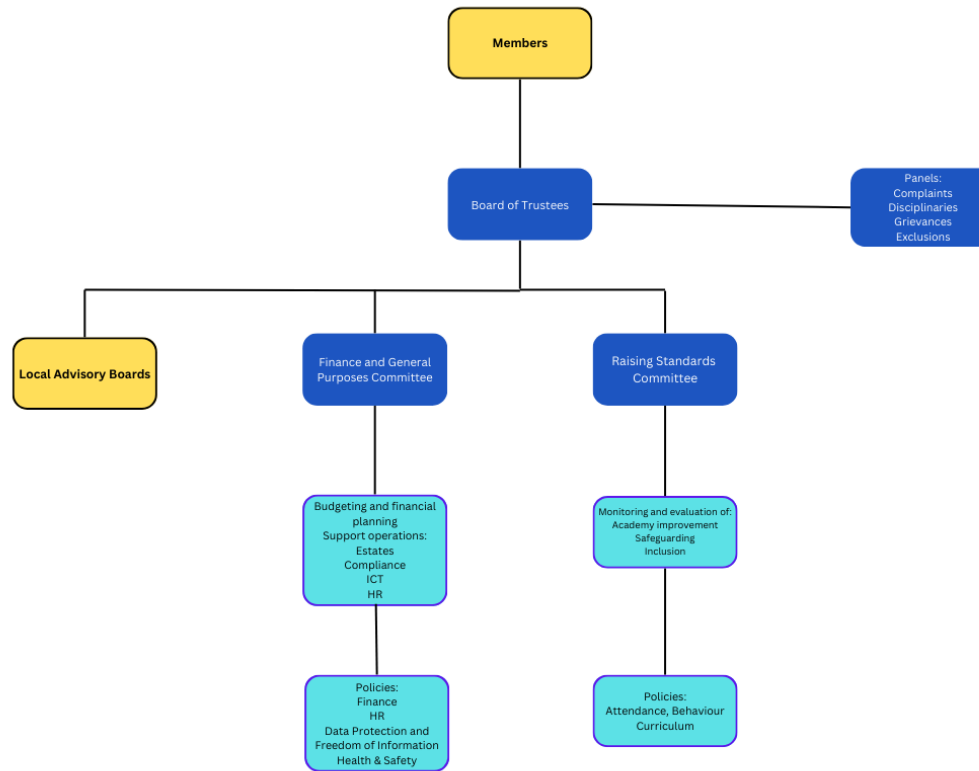 Members
Board of Trustees
Panels:
Complaints
Disciplinaries
Grievances
Exclusions
Local Advisory Boards
Finance and General
Purposes Committee
Raising Standards
Committee
Budgeting and financial
planning
Support operations:
Estates
Compliance
ICT
HR
Monitoring and evaluation of:
Academy improvement
Safeguarding
Inclusion
Policies:
Finance
HR
Data Protection and
Freedom of Information
Health & Safety
Policies:
Attendance, Behaviour
Curriculum